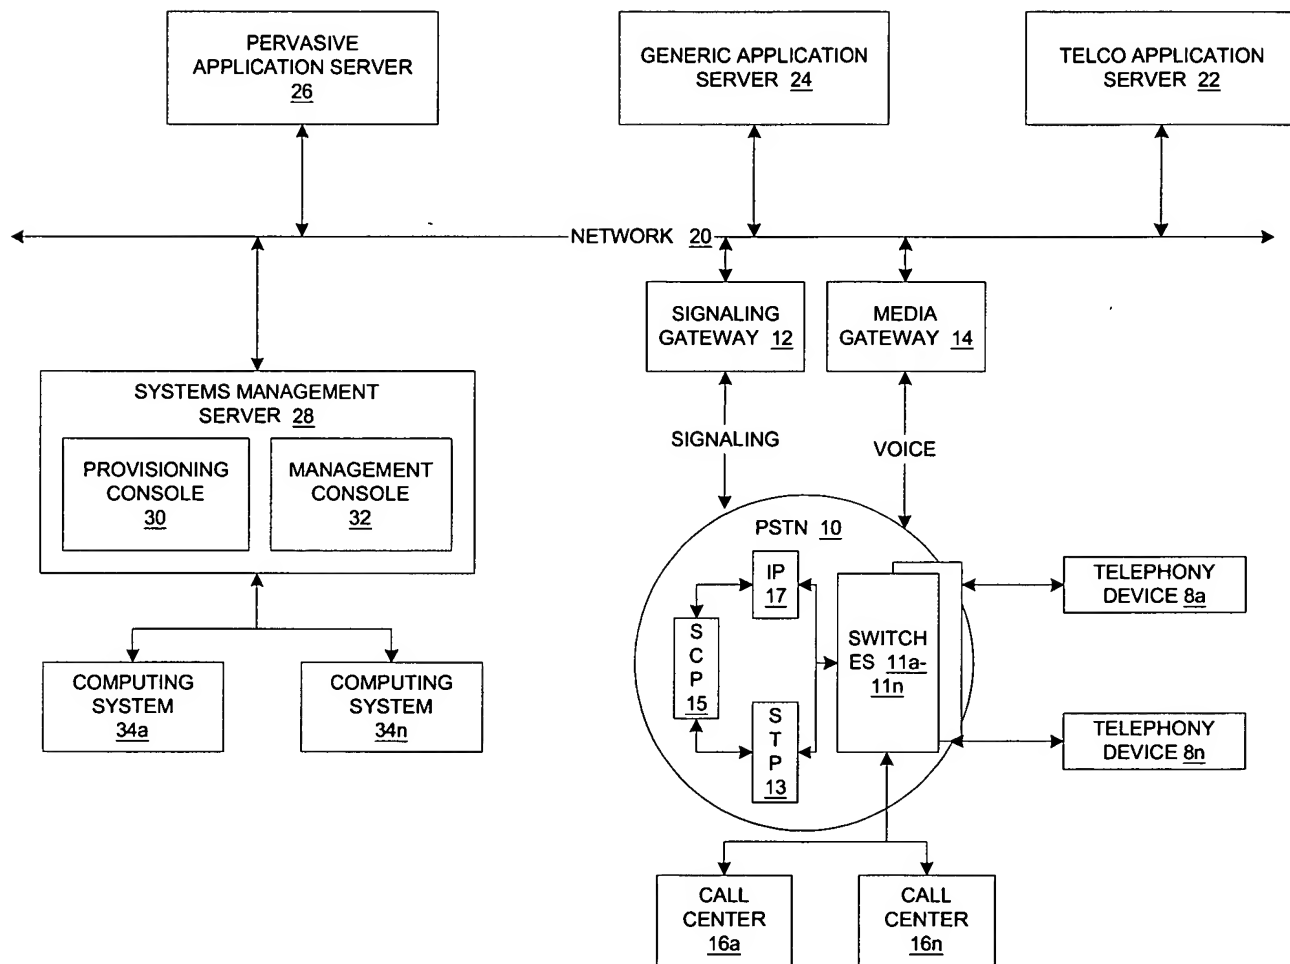 PERVASIVE
APPLICATION SERVER
26
GENERIC APPLICATION
SERVER 24
TELCO APPLICATION
SERVER 22
NETWORK 20
SIGNALING
GATEWAY 12
MEDIA
GATEWAY 14
SYSTEMS MANAGEMENT
SERVER 28
PROVISIONING
CONSOLE
30
MANAGEMENT
CONSOLE
32
SIGNALING
VOICE
PSTN 10
IP
17
S
C
P
15
S
T
P
13
SWITCH
ES 11a-
11n
TELEPHONY
DEVICE 8a
TELEPHONY
DEVICE 8n
COMPUTING
SYSTEM
34a
COMPUTING
SYSTEM
34n
CALL
CENTER
16a
CALL
CENTER
16n